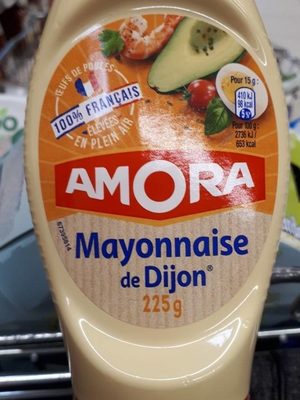 ŒUFS DE POULES
100% FRANÇAIS
ÉLEVÉES
EN PLEIN AIR
Pour 15 g :
410 kJ
98 kcal
Pour 100 g :
2736 kJ /
653 kcal
AMORA
67395614
Mayonnaise
de Dijon®
225 g